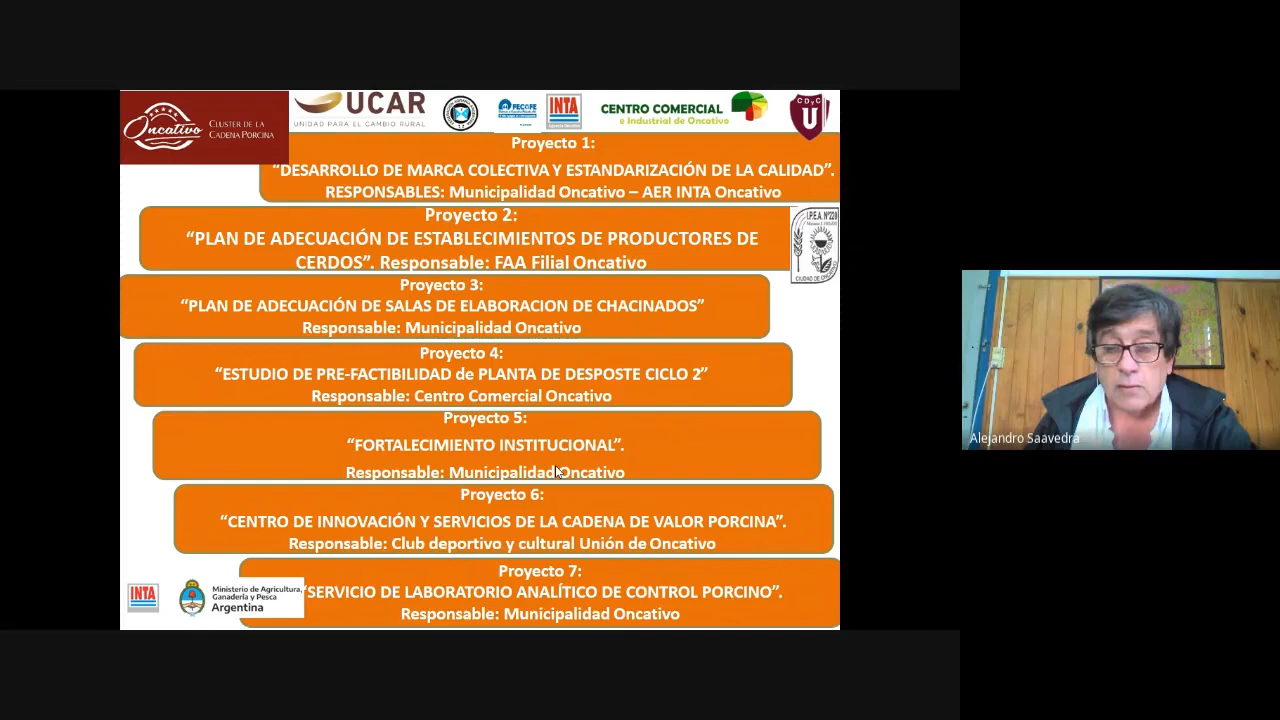 Oncativo
CLUSTER DE LA
CADENA PORCINA
UCAR
UNIDAD PARA EL CAMBIO RURAL
FECOFE
INTA
CENTRO COMERCIAL
e Industrial de Oncativo
CDyC
U
Proyecto 1:
“DESARROLLO DE MARCA COLECTIVA Y ESTANDARIZACIÓN DE LA CALIDAD”.
RESPONSABLES: Municipalidad Oncativo – AER INTA Oncativo
Proyecto 2:
“PLAN DE ADECUACIÓN DE ESTABLECIMIENTOS DE PRODUCTORES DE
CERDOS”. Responsable: FAA Filial Oncativo
I.P.E.A. Nº220
CIUDAD DE ONCATIVO
Proyecto 3:
“PLAN DE ADECUACIÓN DE SALAS DE ELABORACION DE CHACINADOS”
Responsable: Municipalidad Oncativo
Proyecto 4:
“ESTUDIO DE PRE-FACTIBILIDAD de PLANTA DE DESPOSTE CICLO 2”
Responsable: Centro Comercial Oncativo
Proyecto 5:
“FORTALECIMIENTO INSTITUCIONAL”.
Responsable: Municipalidad Oncativo
Proyecto 6:
“CENTRO DE INNOVACIÓN Y SERVICIOS DE LA CADENA DE VALOR PORCINA”.
Responsable: Club deportivo y cultural Unión de Oncativo
Proyecto 7:
“SERVICIO DE LABORATORIO ANALÍTICO DE CONTROL PORCINO”.
Responsable: Municipalidad Oncativo
INTA
Ministerio de Agricultura,
Ganadería y Pesca
Argentina
Alejandro Saavedra